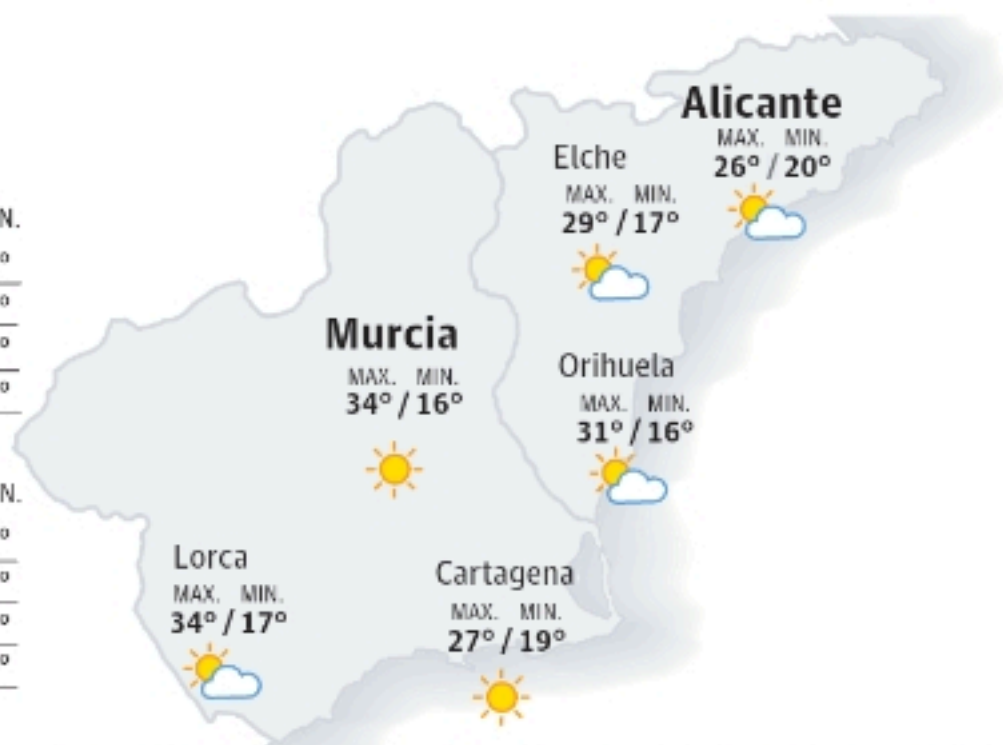 Alicante
MAX. MIN.
26° / 20°
Elche
MAX. MIN.
29° / 17°
Murcia
MAX. MIN.
34° / 16°
Orihuela
MAX. MIN.
31° / 16°
Lorca
MAX. MIN.
34° / 17°
Cartagena
MAX. MIN.
27° / 19°
N.
°
°
°
°
N.
°
°
°
°